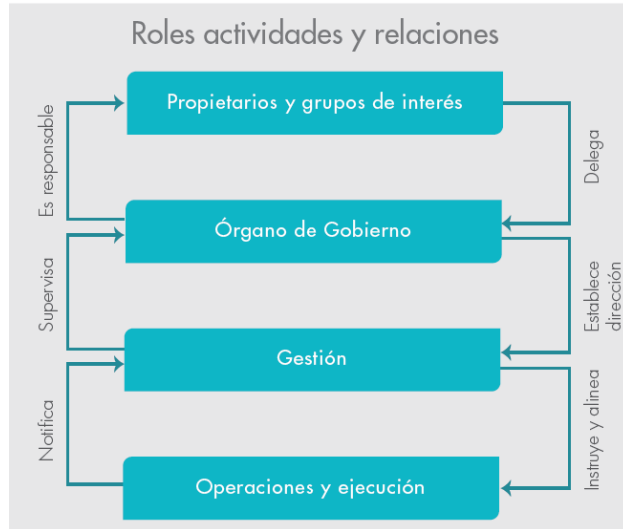 Roles actividades y relaciones
Propietarios y grupos de interés
Es responsable
Delega
Órgano de Gobierno
Supervisa
Establece
dirección
Gestión
Notifica
Instruye y alinea
Operaciones y ejecución